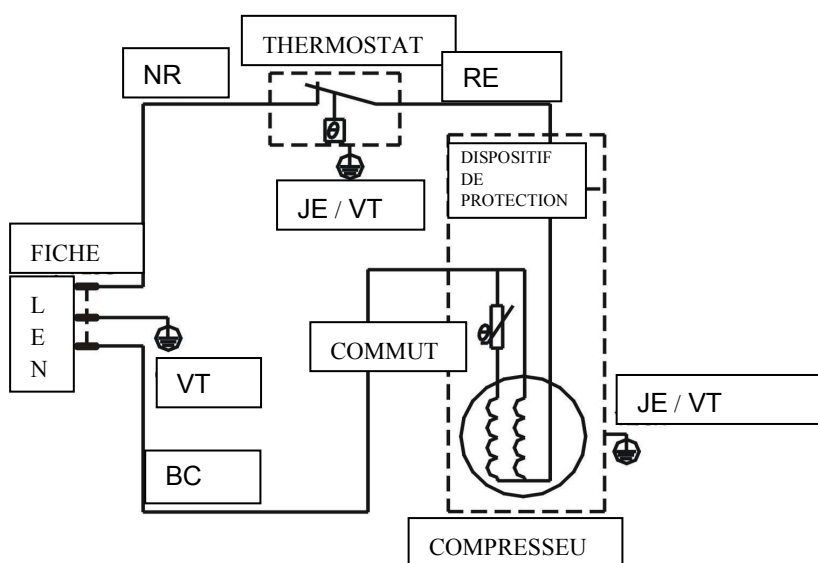 THERMOSTAT
NR
RE
DISPOSITIF
DE
PROTECTION
θ
JE / VT
FICHE
L
E
N
θ
COMMUT
VT
JE / VT
BC
COMPRESSEU